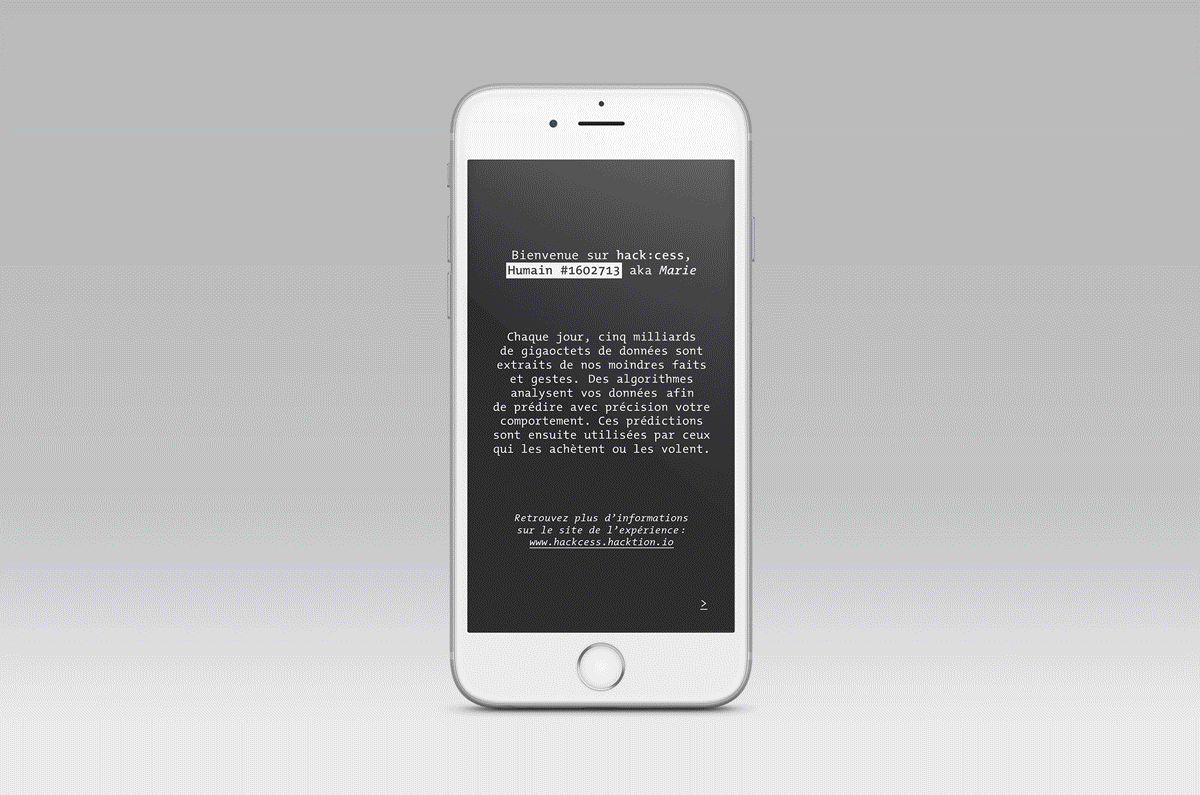 Bienvenue sur hack:cess,
Humain #1602713 aka Marie
Chaque jour, cinq milliards
de gigaoctets de données sont
extraits de nos moindres faits
et gestes. Des algorithmes
analysent vos données afin
de prédire avec précision votre
comportement. Ces prédictions
sont ensuite utilisées par ceux
qui les achètent ou les volent.
Retrouvez plus d’informations
sur le site de l’expérience :
www.hackcess.hacktion.io
>